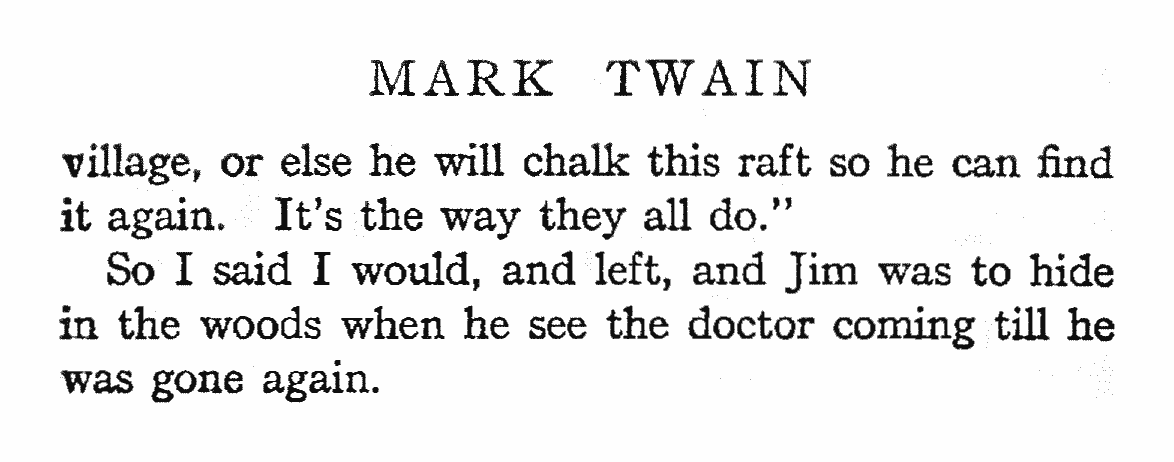 MARK TWAIN
village, or else he will chalk this raft so he can find
it again. It's the way they all do."
So I said I would, and left, and Jim was to hide
in the woods when he see the doctor coming till he
was gone again.